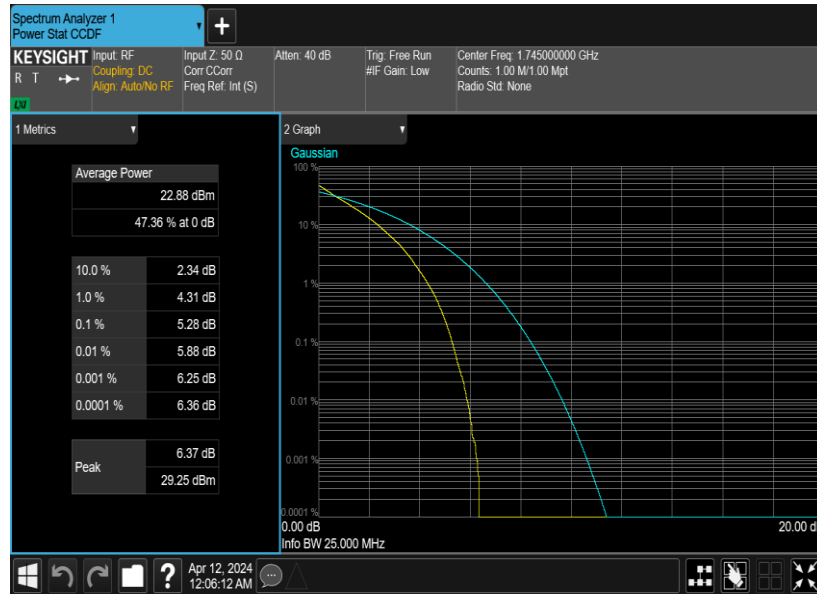 Spectrum Analyzer 1
Power Stat CCDF
KEYSIGHT
R T
LXI
Input: RF
Coupling: DC
Align: Auto/No RF
Input Z: 50 Ω
Corr CCorr
Freq Ref: Int (S)
Atten: 40 dB
Trig: Free Run
#IF Gain: Low
Center Freq: 1.745000000 GHz
Counts: 1.00 M/1.00 Mpt
Radio Std: None
1 Metrics
Average Power
22.88 dBm
47.36 % at 0 dB
10.0 % 2.34 dB
1.0 % 4.31 dB
0.1 % 5.28 dB
0.01 % 5.88 dB
0.001 % 6.25 dB
0.0001 % 6.36 dB
Peak
6.37 dB
29.25 dBm
2 Graph
Gaussian
100 %
10 %
1 %
0.1 %
0.01 %
0.001 %
0.0001 %
0.00 dB
20.00 d
Info BW 25.000 MHz
?
Apr 12, 2024
12:06:12 AM